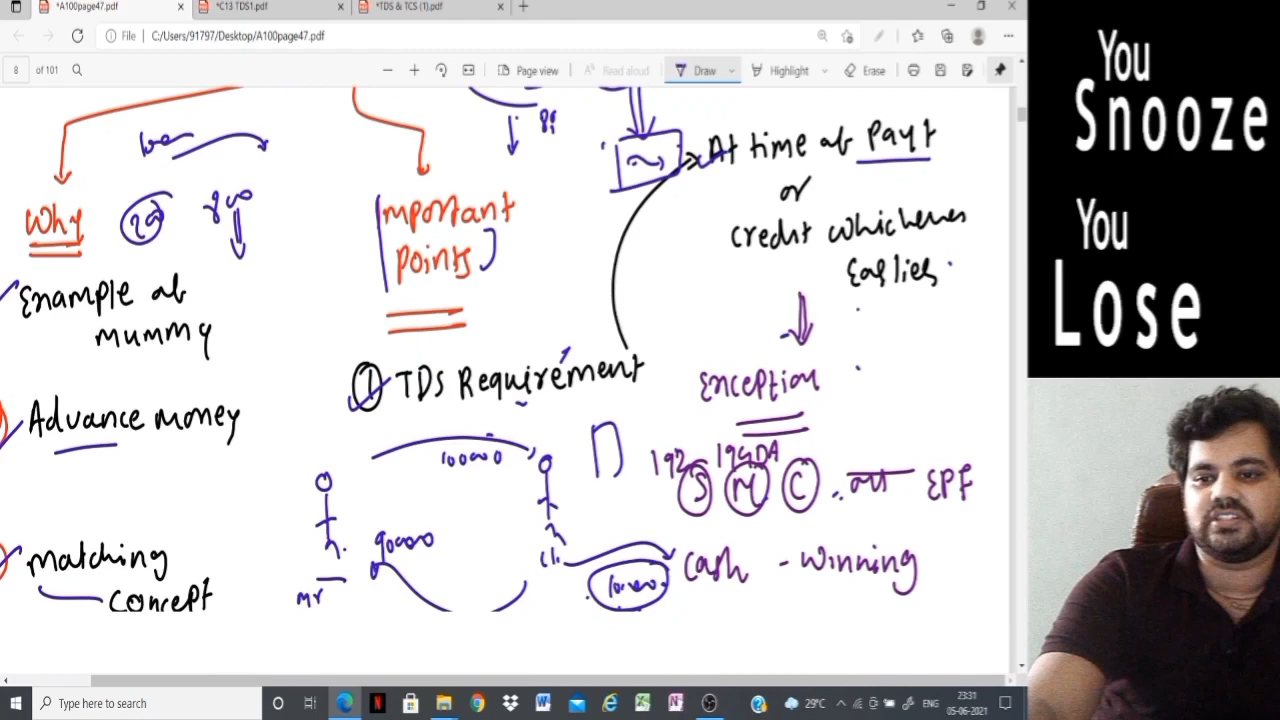 *A100page47.pdf
*C13 TDS1.pdf
*TDS & TCS (1).pdf
File C:/Users/91797/Desktop/A100page47.pdf
8 of 101
Page view
Read aloud
Draw
Highlight
Erase
You
Snooze
You
Lose
Why
Important
Points
At time of Payt
or
credit whichever
Earlier
Example of
mummy
① TDS Requirement
Exception
Advance money
100000
192 194DA
S M C EPF
90000
Matching
Concept
Mr
10000
Cash - Winning
Type here to search
29°C
ENG
23:31
05-06-2021